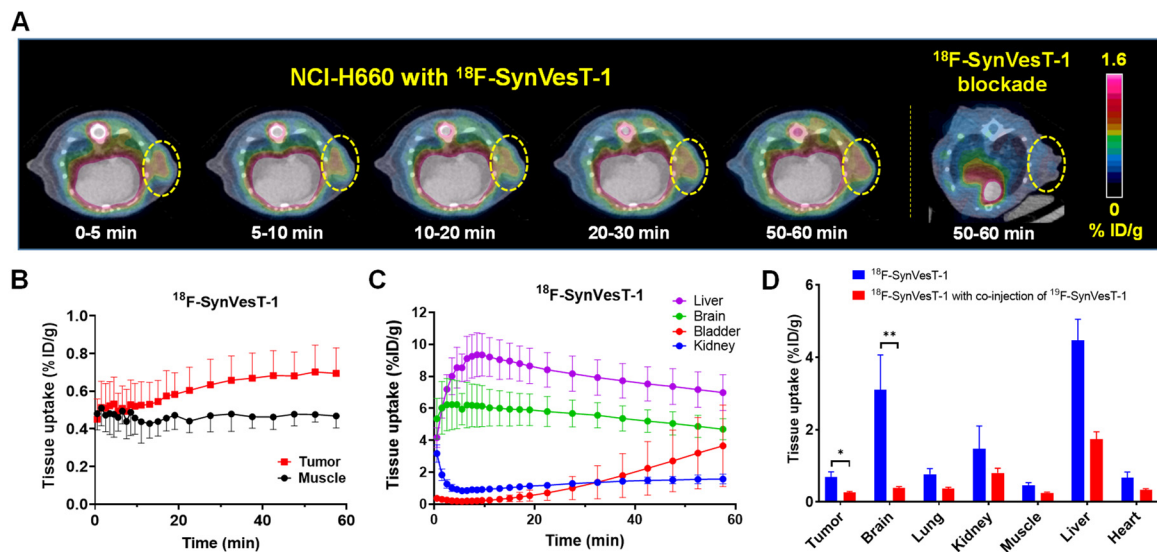 A
NCI-H660 with ¹⁸F-SynVesT-1
¹⁸F-SynVesT-1
blockade
1.6
0
% ID/g
0-5 min
5-10 min
10-20 min
20-30 min
50-60 min
50-60 min
B
¹⁸F-SynVesT-1
Tissue uptake (% ID/g)
1.0
0.8
0.6
0.4
0.2
0.0
0
20
40
60
Time (min)
Tumor
Muscle
C
¹⁸F-SynVesT-1
Tissue uptake (%ID/g)
12
10
8
6
4
2
0
0
20
40
60
Time (min)
Liver
Brain
Bladder
Kidney
D
¹⁸F-SynVesT-1
¹⁸F-SynVesT-1 with co-injection of ¹⁹F-SynVesT-1
Tissue uptake (%ID/g)
6
4
2
0
*
**
Tumor
Brain
Lung
Kidney
Muscle
Liver
Heart